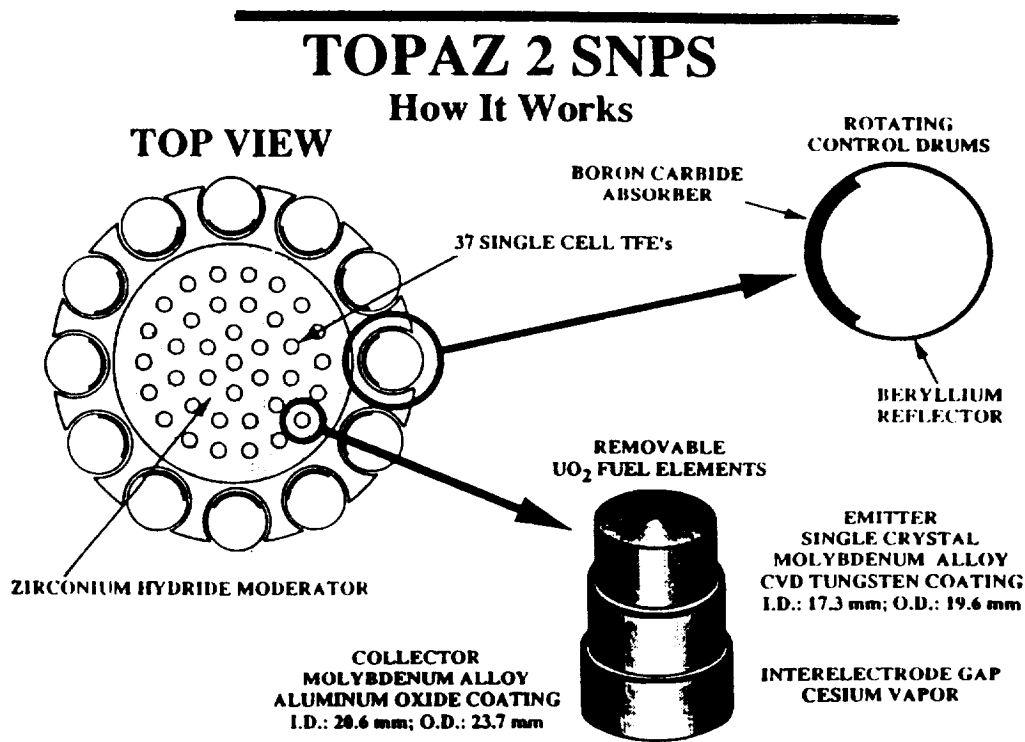 TOPAZ 2 SNPS
How It Works
TOP VIEW
ROTATING
CONTROL DRUMS
BORON CARBIDE
ABSORBER
37 SINGLE CELL TFE's
BERYLLIUM
REFLECTOR
REMOVABLE
UO2 FUEL ELEMENTS
EMITTER
SINGLE CRYSTAL
MOLYBDENUM ALLOY
CVD TUNGSTEN COATING
I.D.: 17.3 mm; O.D.: 19.6 mm
ZIRCONIUM HYDRIDE MODERATOR
COLLECTOR
MOLYBDENUM ALLOY
ALUMINUM OXIDE COATING
I.D.: 20.6 mm; O.D.: 23.7 mm
INTERELECTRODE GAP
CESIUM VAPOR